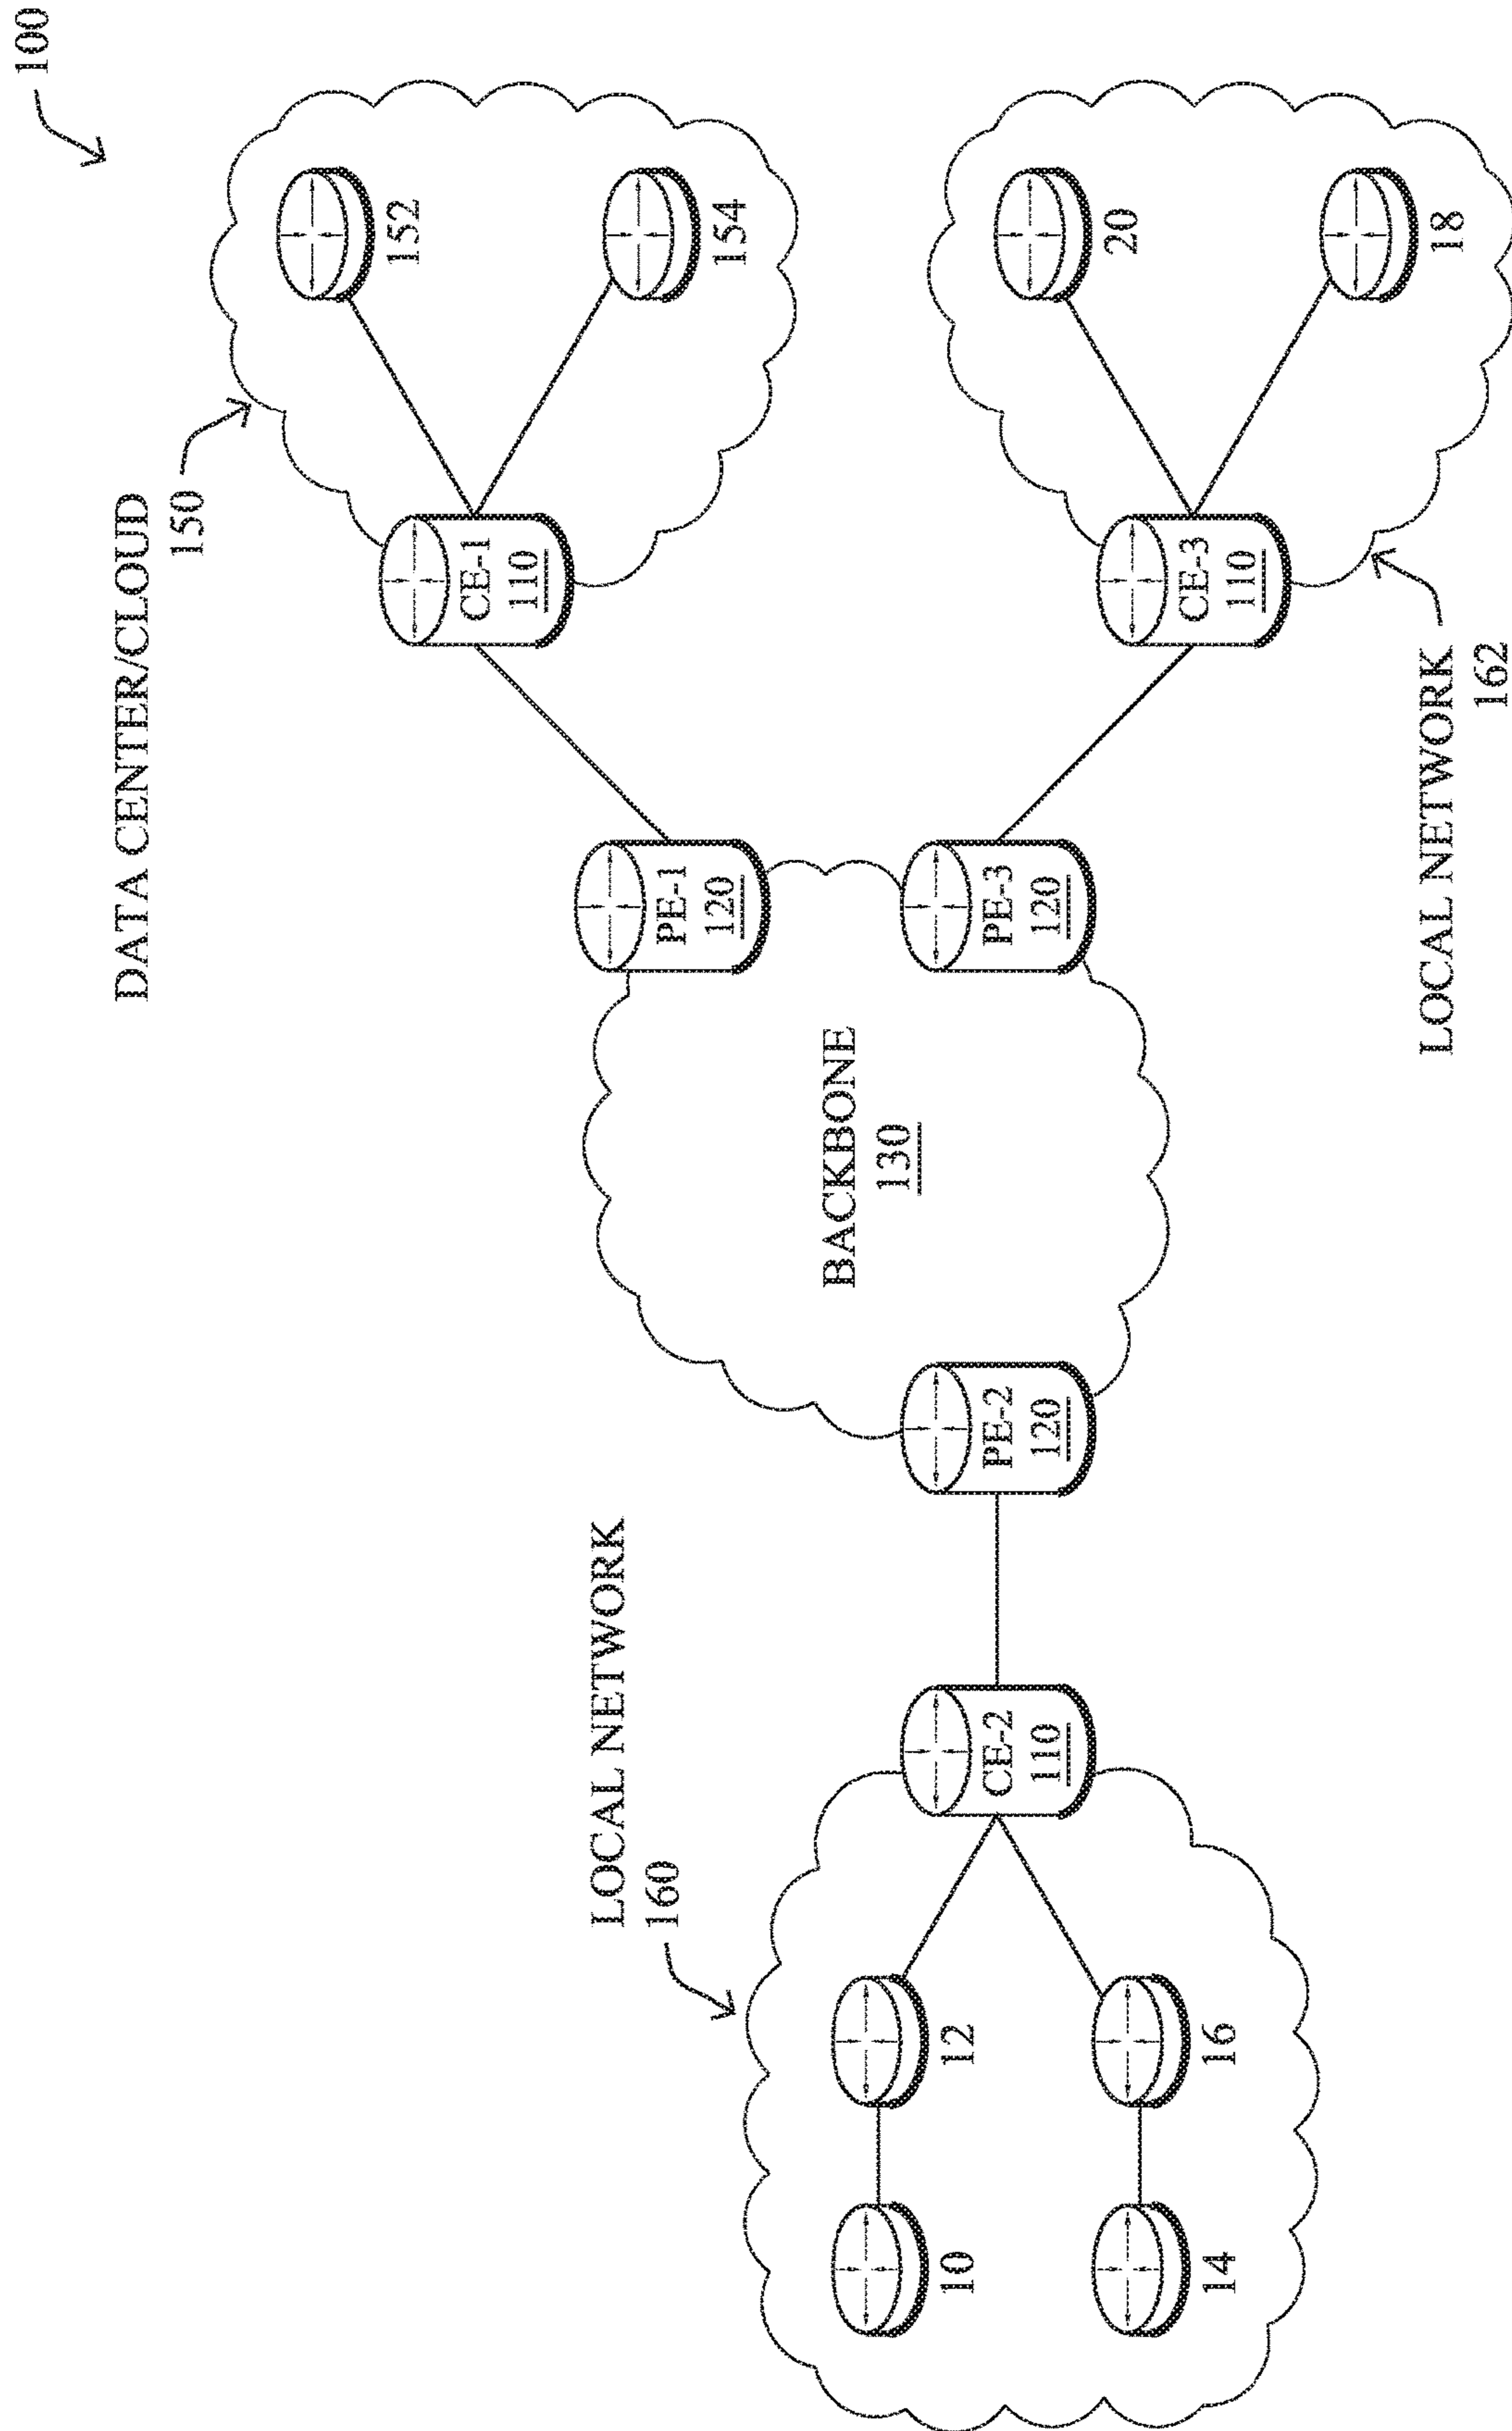 100
DATA CENTER/CLOUD
150
152
154
CE-1
110
PE-1
120
BACKBONE
130
PE-3
120
CE-3
110
20
18
LOCAL NETWORK
162
PE-2
120
LOCAL NETWORK
160
CE-2
110
12
10
16
14